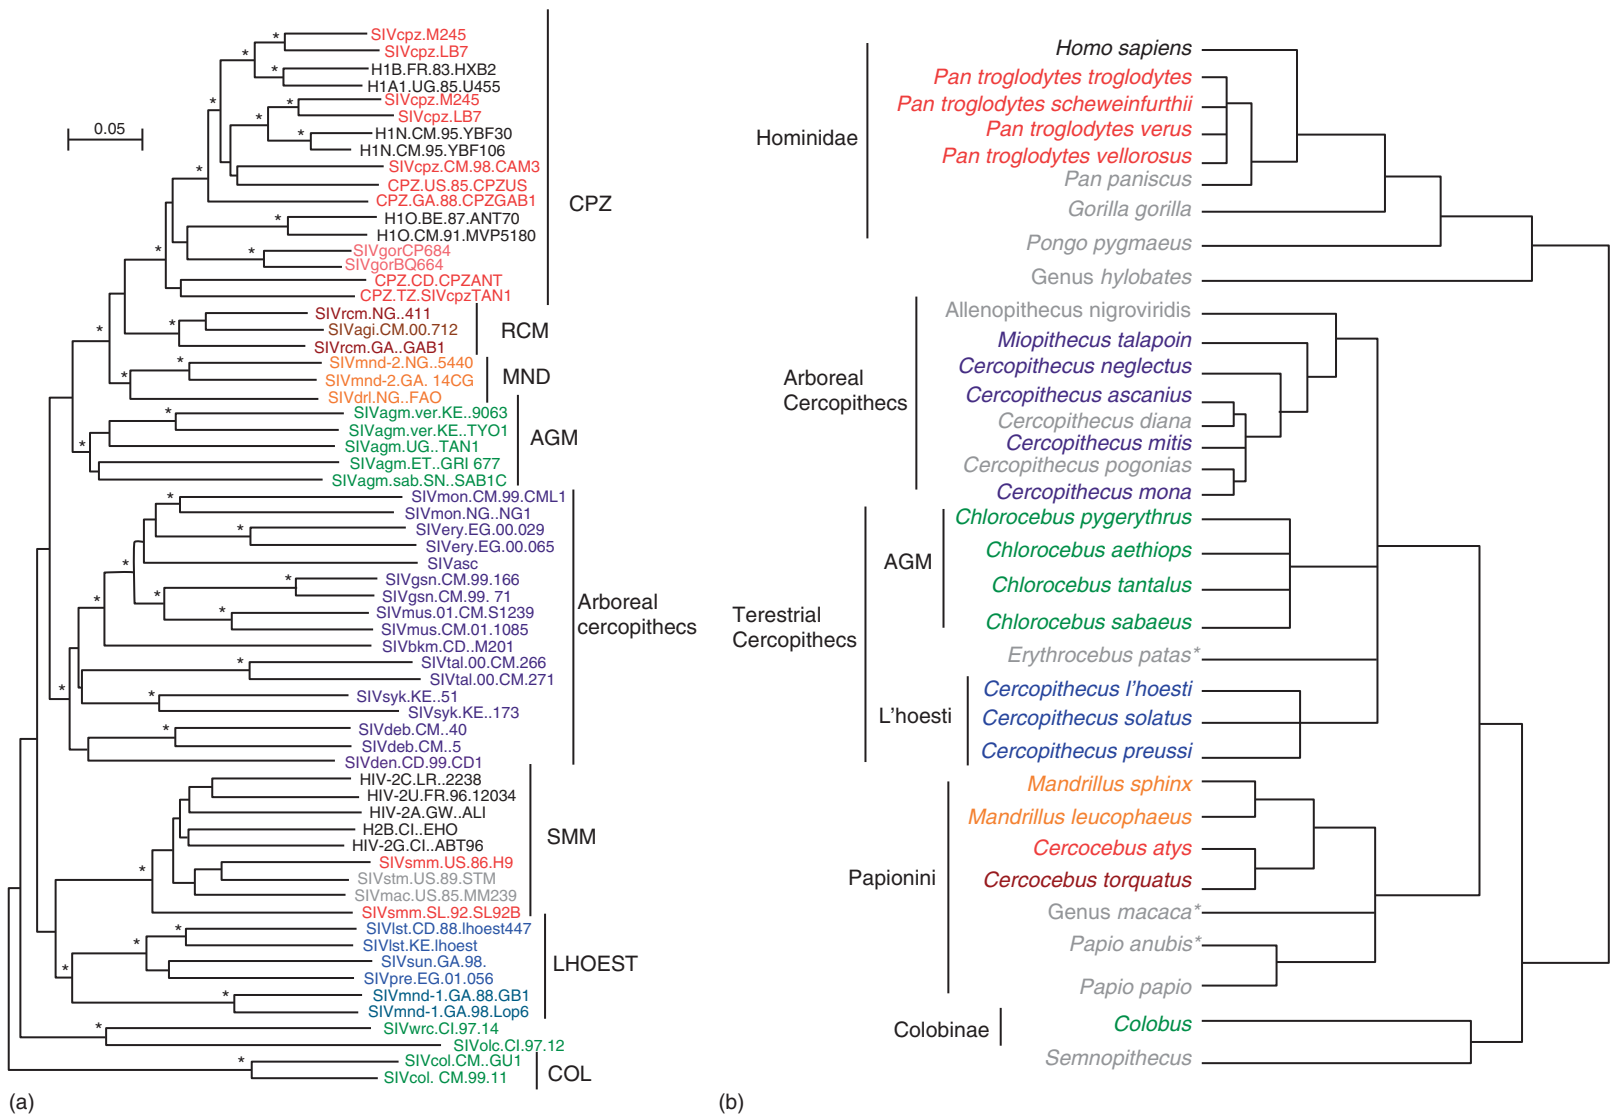 SIVcpz.M245
SIVcpz.LB7
H1B.FR.83.HXB2
H1A1.UG.85.U455
SIVcpz.M245
SIVcpz.LB7
H1N.CM.95.YBF30
H1N.CM.95.YBF106
SIVcpz.CM.98.CAM3
CPZ.US.85.CPZUS
CPZ.GA.88.CPZGAB1
H1O.BE.87.ANT70
H1O.CM.91.MVP5180
SIVgorCP684
SIVgorBQ664
CPZ.CD.CPZANT
CPZ.TZ.SIVcpzTAN1
CPZ
0.05
SIVrcm.NG..411
SIVagi.CM.00.712
SIVrcm.GA..GAB1
RCM
SIVmnd-2.NG..5440
SIVmnd-2.GA. 14CG
SIVdrl.NG..FAO
MND
SIVagm.ver.KE..9063
SIVagm.ver.KE..TYO1
SIVagm.UG..TAN1
SIVagm.ET..GRI 677
SIVagm.sab.SN..SAB1C
AGM
SIVmon.CM.99.CML1
SIVmon.NG..NG1
SIVery.EG.00.029
SIVery.EG.00.065
SIVasc
SIVgsn.CM.99.166
SIVgsn.CM.99. 71
SIVmus.01.CM.S1239
SIVmus.CM.01.1085
SIVbkm.CD..M201
SIVtal.00.CM.266
SIVtal.00.CM.271
SIVsyk.KE..51
SIVsyk.KE..173
SIVdeb.CM..40
SIVdeb.CM..5
SIVden.CD.99.CD1
Arboreal
cercopithecs
HIV-2C.LR..2238
HIV-2U.FR.96.12034
HIV-2A.GW..ALI
H2B.CI..EHO
HIV-2G.CI..ABT96
SIVsmm.US.86.H9
SIVstm.US.89.STM
SIVmac.US.85.MM239
SIVsmm.SL.92.SL92B
SMM
SIVlst.CD.88.lhoest447
SIVlst.KE.lhoest
SIVsun.GA.98.
SIVpre.EG.01.056
SIVmnd-1.GA.88.GB1
SIVmnd-1.GA.98.Lop6
LHOEST
SIVwrc.CI.97.14
SIVolc.CI.97.12
SIVcol.CM..GU1
SIVcol. CM.99.11
COL
(a)
Hominidae
Homo sapiens
Pan troglodytes troglodytes
Pan troglodytes scheweinfurthii
Pan troglodytes verus
Pan troglodytes vellorosus
Pan paniscus
Gorilla gorilla
Pongo pygmaeus
Genus hylobates
Arboreal
Cercopithecs
Allenopithecus nigroviridis
Miopithecus talapoin
Cercopithecus neglectus
Cercopithecus ascanius
Cercopithecus diana
Cercopithecus mitis
Cercopithecus pogonias
Cercopithecus mona
Terestrial
Cercopithecs
AGM
Chlorocebus pygerythrus
Chlorocebus aethiops
Chlorocebus tantalus
Chlorocebus sabaeus
Erythrocebus patas*
L'hoesti
Cercopithecus l'hoesti
Cercopithecus solatus
Cercopithecus preussi
Papionini
Mandrillus sphinx
Mandrillus leucophaeus
Cercocebus atys
Cercocebus torquatus
Genus macaca*
Papio anubis*
Papio papio
Colobinae
Colobus
Semnopithecus
(b)